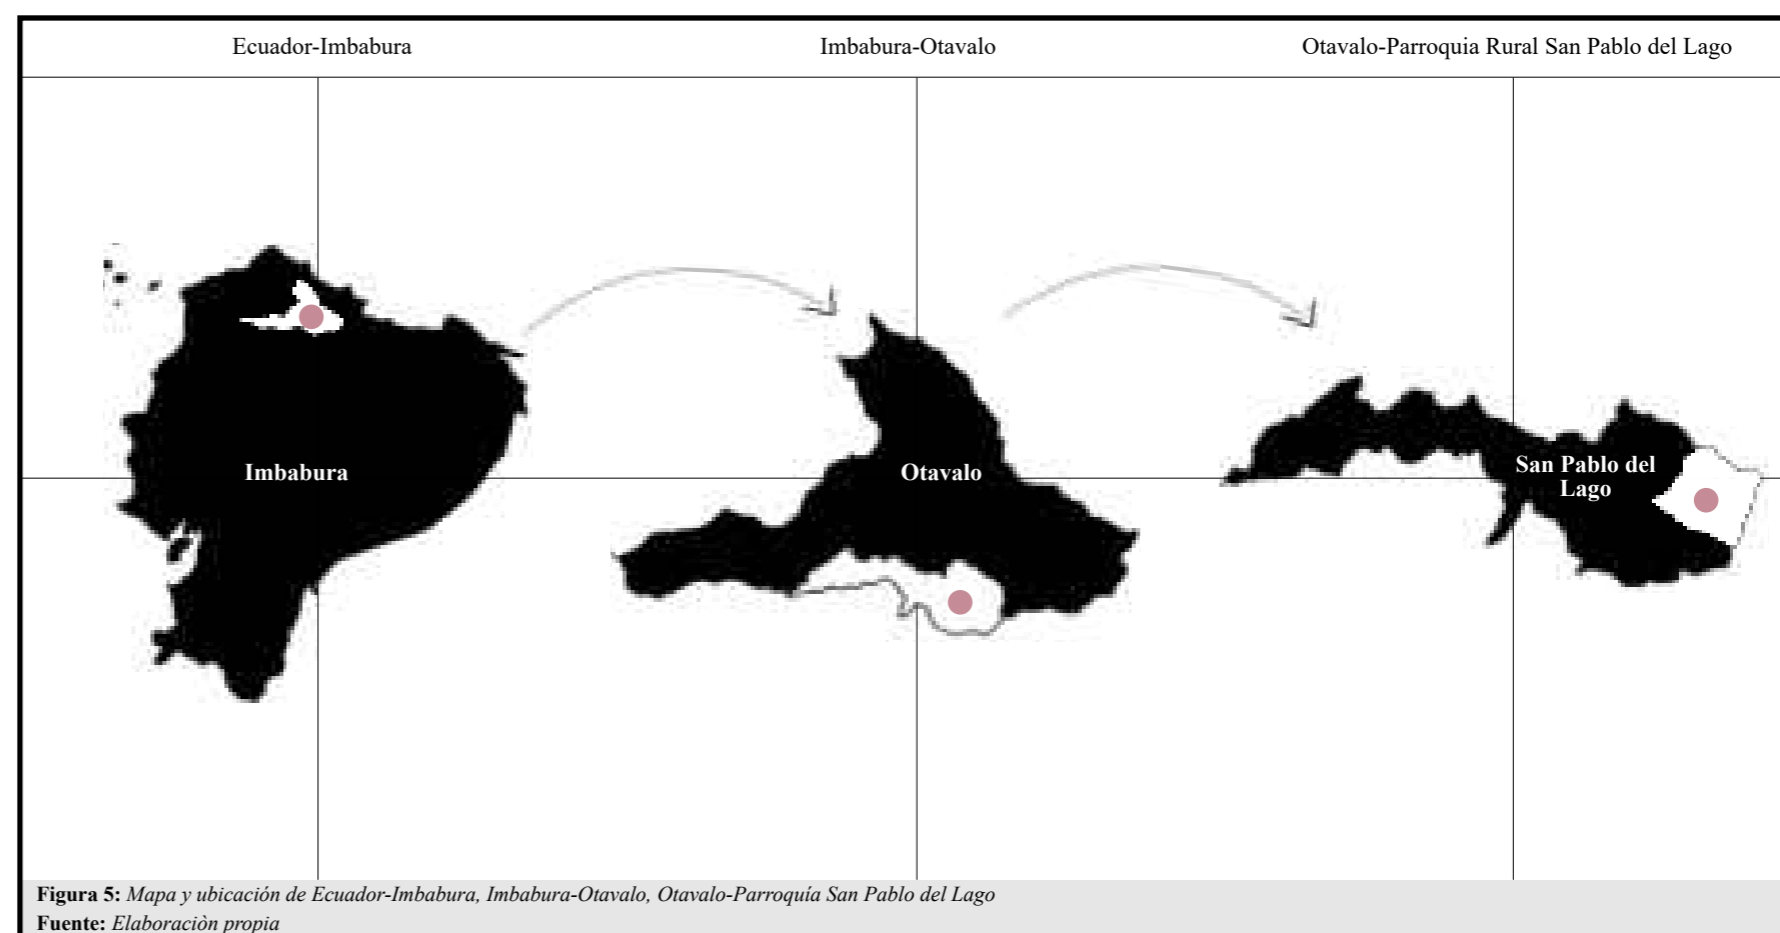 Ecuador-Imbabura
Imbabura-Otavalo
Otavalo-Parroquia Rural San Pablo del Lago
Imbabura
Otavalo
San Pablo del
Lago
Figura 5: Mapa y ubicación de Ecuador-Imbabura, Imbabura-Otavalo, Otavalo-Parroquía San Pablo del Lago
Fuente: Elaboraciòn propia